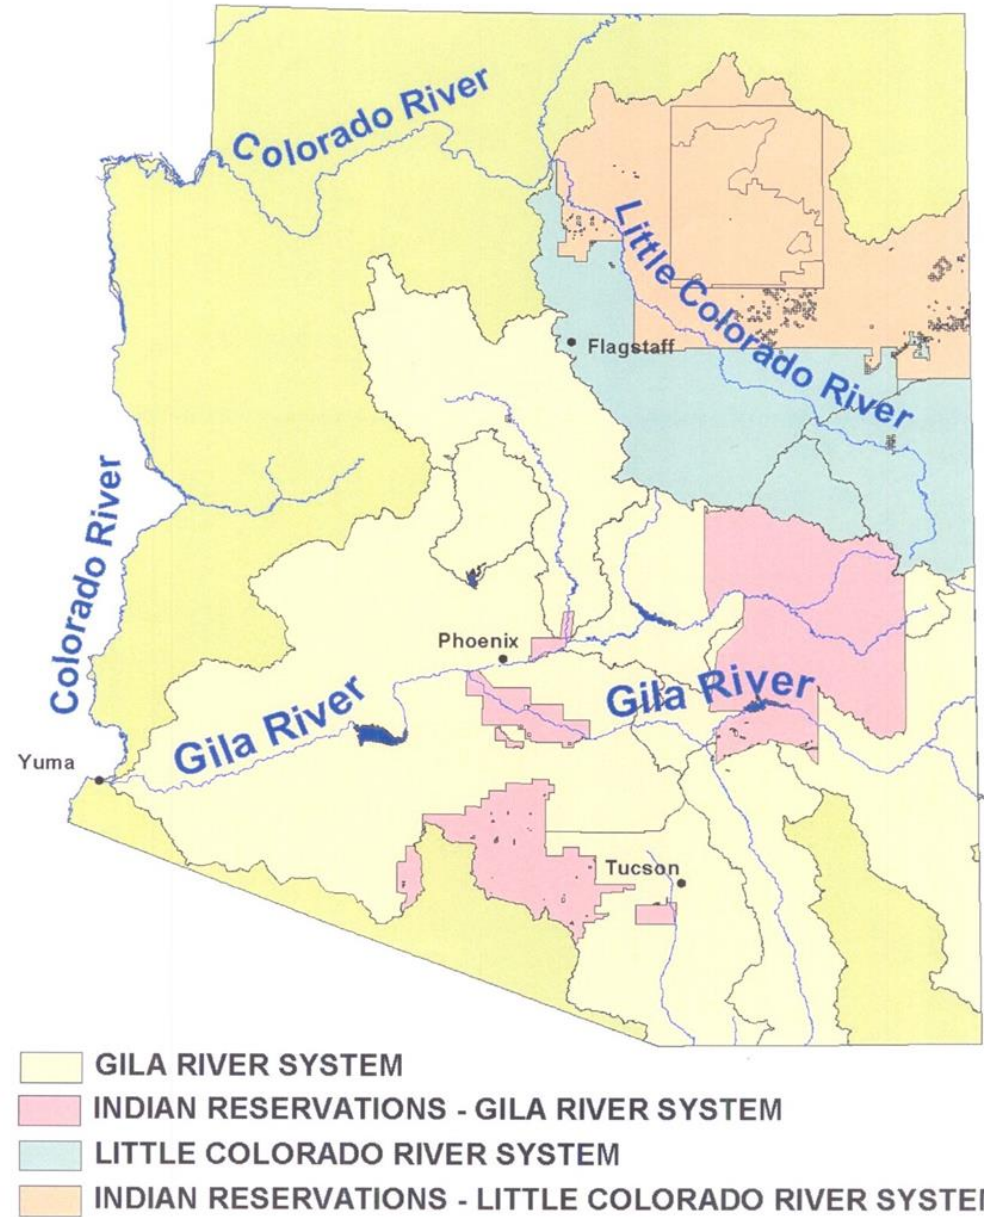 Colorado River
Little Colorado River
Flagstaff
Colorado River
Phoenix
Gila River
Gila River
Yuma
Tucson
GILA RIVER SYSTEM
INDIAN RESERVATIONS - GILA RIVER SYSTEM
LITTLE COLORADO RIVER SYSTEM
INDIAN RESERVATIONS - LITTLE COLORADO RIVER SYSTEM